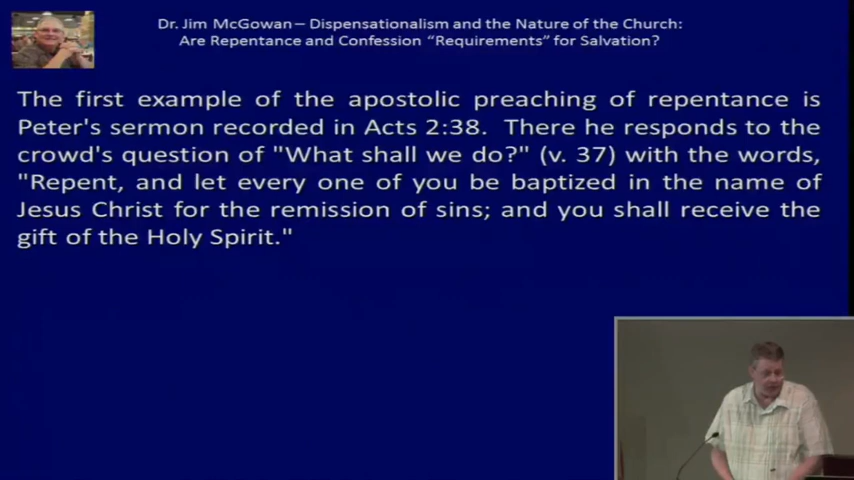 Dr. Jim McGowan – Dispensationalism and the Nature of the Church:
Are Repentance and Confession “Requirements” for Salvation?
The first example of the apostolic preaching of repentance is
Peter's sermon recorded in Acts 2:38. There he responds to the
crowd's question of "What shall we do?" (v. 37) with the words,
"Repent, and let every one of you be baptized in the name of
Jesus Christ for the remission of sins; and you shall receive the
gift of the Holy Spirit."